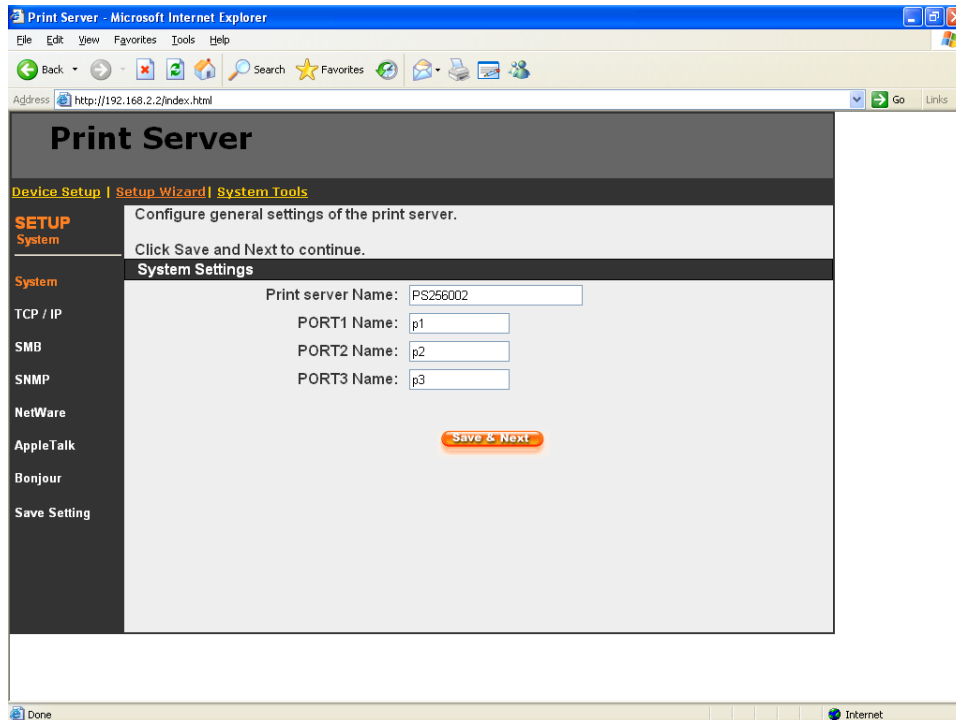 Print Server - Microsoft Internet Explorer
File Edit View Favorites Tools Help
Back Search Favorites
Address http://192.168.2.2/index.html Go Links
Print Server
Device Setup | Setup Wizard | System Tools
SETUP
System
System
TCP / IP
SMB
SNMP
NetWare
AppleTalk
Bonjour
Save Setting
Configure general settings of the print server.
Click Save and Next to continue.
System Settings
Print server Name: PS256002
PORT1 Name: p1
PORT2 Name: p2
PORT3 Name: p3
Save & Next
Done Internet